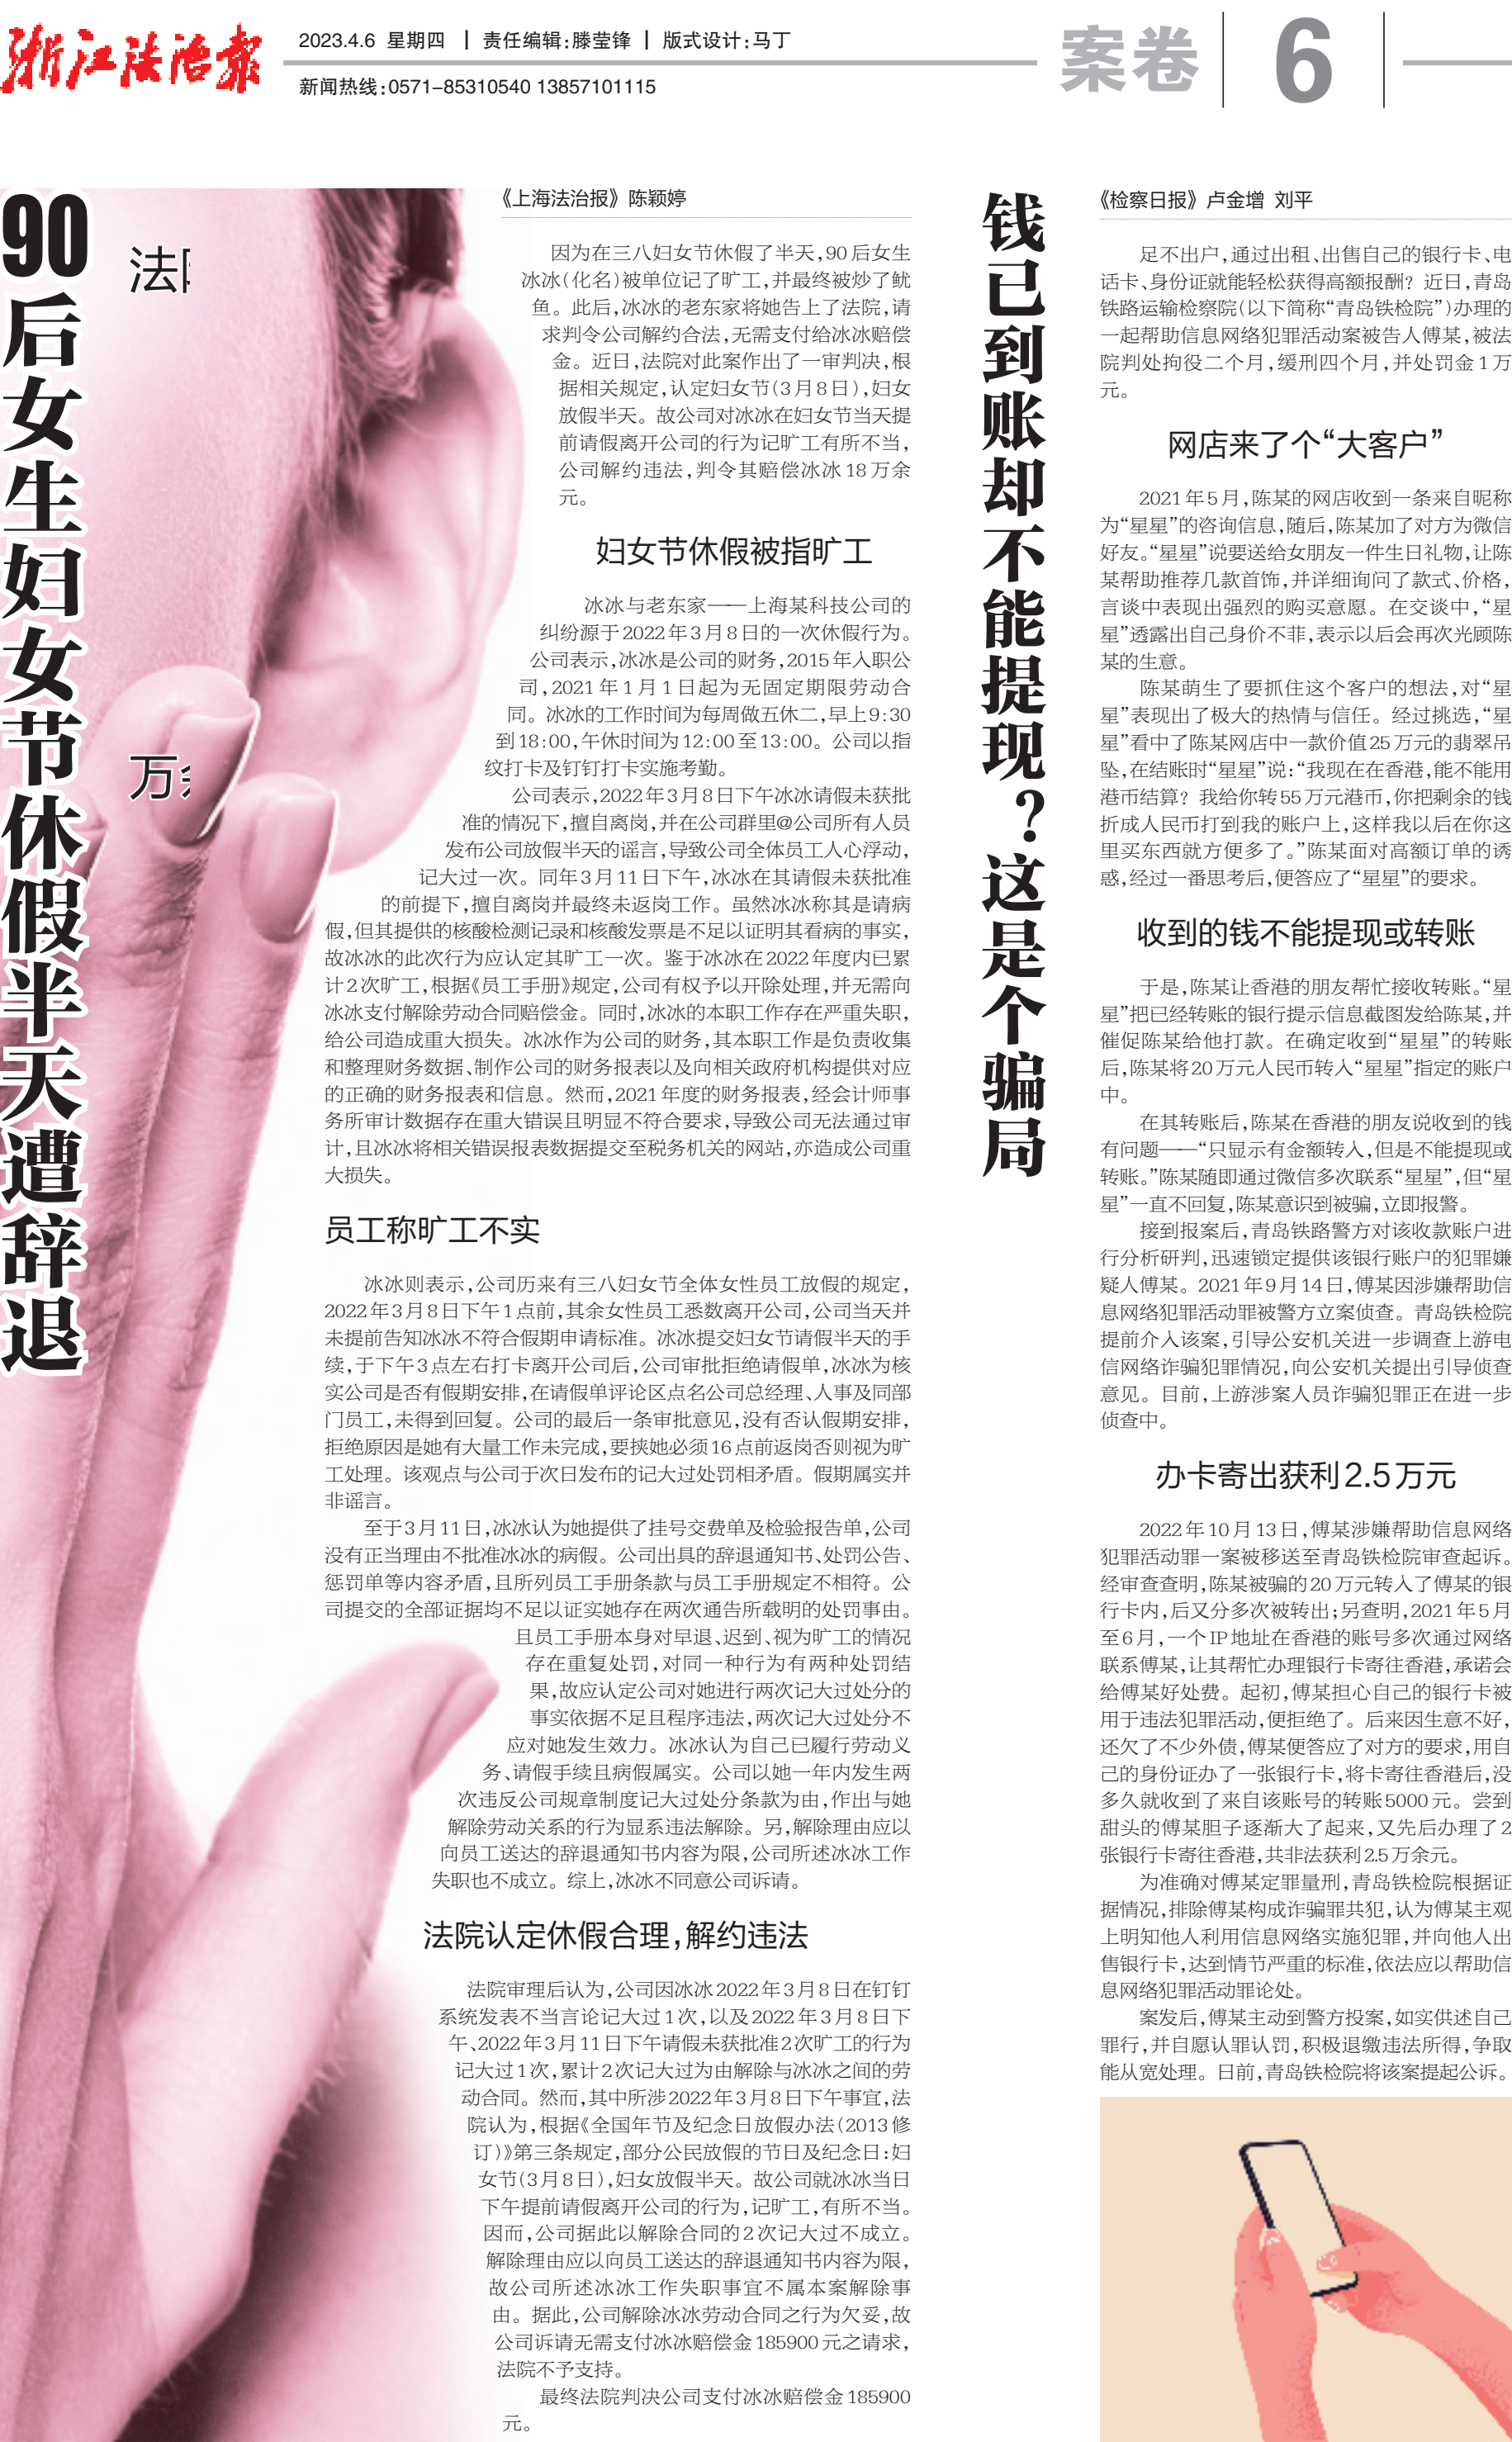 浙江法治报
2023.4.6 星期四 | 责任编辑:滕莹锋 | 版式设计:马丁
新闻热线:0571-85310540 13857101115
案卷
6
90后女生妇女节休假半天遭辞退
法
万
《上海法治报》陈颖婷
因为在三八妇女节休假了半天,90后女生
冰冰(化名)被单位记了旷工,并最终被炒了鱿
鱼。此后,冰冰的老东家将她告上了法院,请
求判令公司解约合法,无需支付给冰冰赔偿
金。近日,法院对此案作出了一审判决,根
据相关规定,认定妇女节(3月8日),妇女
放假半天。故公司对冰冰在妇女节当天提
前请假离开公司的行为记旷工有所不当,
公司解约违法,判令其赔偿冰冰18万余
元。
妇女节休假被指旷工
冰冰与老东家——上海某科技公司的
纠纷源于2022年3月8日的一次休假行为。
公司表示,冰冰是公司的财务,2015年入职公
司,2021年1月1日起为无固定期限劳动合
同。冰冰的工作时间为每周做五休二,早上9:30
到18:00,午休时间为12:00至13:00。公司以指
纹打卡及钉钉打卡实施考勤。
公司表示,2022年3月8日下午冰冰请假未获批
准的情况下,擅自离岗,并在公司群里@公司所有人员
发布公司放假半天的谣言,导致公司全体员工人心浮动,
记大过一次。同年3月11日下午,冰冰在其请假未获批准
的前提下,擅自离岗并最终未返岗工作。虽然冰冰称其是请病
假,但其提供的核酸检测记录和核酸发票是不足以证明其看病的事实,
故冰冰的此次行为应认定其旷工一次。鉴于冰冰在2022年度内已累
计2次旷工,根据《员工手册》规定,公司有权予以开除处理,并无需向
冰冰支付解除劳动合同赔偿金。同时,冰冰的本职工作存在严重失职,
给公司造成重大损失。冰冰作为公司的财务,其本职工作是负责收集
和整理财务数据、制作公司的财务报表以及向相关政府机构提供对应
的正确的财务报表和信息。然而,2021年度的财务报表,经会计师事
务所审计数据存在重大错误且明显不符合要求,导致公司无法通过审
计,且冰冰将相关错误报表数据提交至税务机关的网站,亦造成公司重
大损失。
员工称旷工不实
冰冰则表示,公司历来有三八妇女节全体女性员工放假的规定,
2022年3月8日下午1点前,其余女性员工悉数离开公司,公司当天并
未提前告知冰冰不符合假期申请标准。冰冰提交妇女节请假半天的手
续,于下午3点左右打卡离开公司后,公司审批拒绝请假单,冰冰为核
实公司是否有假期安排,在请假单评论区点名公司总经理、人事及同部
门员工,未得到回复。公司的最后一条审批意见,没有否认假期安排,
拒绝原因是她有大量工作未完成,要挟她必须16点前返岗否则视为旷
工处理。该观点与公司于次日发布的记大过处罚相矛盾。假期属实并
非谣言。
至于3月11日,冰冰认为她提供了挂号交费单及检验报告单,公司
没有正当理由不批准冰冰的病假。公司出具的辞退通知书、处罚公告、
惩罚单等内容矛盾,且所列员工手册条款与员工手册规定不相符。公
司提交的全部证据均不足以证实她存在两次通告所载明的处罚事由。
且员工手册本身对早退、迟到、视为旷工的情况
存在重复处罚,对同一种行为有两种处罚结
果,故应认定公司对她进行两次记大过处分的
事实依据不足且程序违法,两次记大过处分不
应对她发生效力。冰冰认为自己已履行劳动义
务、请假手续且病假属实。公司以她一年内发生两
次违反公司规章制度记大过处分条款为由,作出与她
解除劳动关系的行为显系违法解除。另,解除理由应以
向员工送达的辞退通知书内容为限,公司所述冰冰工作
失职也不成立。综上,冰冰不同意公司诉请。
法院认定休假合理,解约违法
法院审理后认为,公司因冰冰2022年3月8日在钉钉
系统发表不当言论记大过1次,以及2022年3月8日下
午、2022年3月11日下午请假未获批准2次旷工的行为
记大过1次,累计2次记大过为由解除与冰冰之间的劳
动合同。然而,其中所涉2022年3月8日下午事宜,法
院认为,根据《全国年节及纪念日放假办法(2013修
订)》第三条规定,部分公民放假的节日及纪念日:妇
女节(3月8日),妇女放假半天。故公司就冰冰当日
下午提前请假离开公司的行为,记旷工,有所不当。
因而,公司据此以解除合同的2次记大过不成立。
解除理由应以向员工送达的辞退通知书内容为限,
故公司所述冰冰工作失职事宜不属本案解除事
由。据此,公司解除冰冰劳动合同之行为欠妥,故
公司诉请无需支付冰冰赔偿金185900元之请求,
法院不予支持。
最终法院判决公司支付冰冰赔偿金185900
元。
钱已到账却不能提现?这是个骗局
《检察日报》卢金增 刘平
足不出户,通过出租、出售自己的银行卡、电
话卡、身份证就能轻松获得高额报酬?近日,青岛
铁路运输检察院(以下简称“青岛铁检院”)办理的
一起帮助信息网络犯罪活动案被告人傅某,被法
院判处拘役二个月,缓刑四个月,并处罚金1万
元。
网店来了个“大客户”
2021年5月,陈某的网店收到一条来自昵称
为“星星”的咨询信息,随后,陈某加了对方为微信
好友。“星星”说要送给女朋友一件生日礼物,让陈
某帮助推荐几款首饰,并详细询问了款式、价格,
言谈中表现出强烈的购买意愿。在交谈中,“星
星”透露出自己身价不菲,表示以后会再次光顾陈
某的生意。
陈某萌生了要抓住这个客户的想法,对“星
星”表现出了极大的热情与信任。经过挑选,“星
星”看中了陈某网店中一款价值25万元的翡翠吊
坠,在结账时“星星”说:“我现在在香港,能不能用
港币结算?我给你转55万元港币,你把剩余的钱
折成人民币打到我的账户上,这样我以后在你这
里买东西就方便多了。”陈某面对高额订单的诱
惑,经过一番思考后,便答应了“星星”的要求。
收到的钱不能提现或转账
于是,陈某让香港的朋友帮忙接收转账。“星
星”把已经转账的银行提示信息截图发给陈某,并
催促陈某给他打款。在确定收到“星星”的转账
后,陈某将20万元人民币转入“星星”指定的账户
中。
在其转账后,陈某在香港的朋友说收到的钱
有问题——“只显示有金额转入,但是不能提现或
转账。”陈某随即通过微信多次联系“星星”,但“星
星”一直不回复,陈某意识到被骗,立即报警。
接到报案后,青岛铁路警方对该收款账户进
行分析研判,迅速锁定提供该银行账户的犯罪嫌
疑人傅某。2021年9月14日,傅某因涉嫌帮助信
息网络犯罪活动罪被警方立案侦查。青岛铁检院
提前介入该案,引导公安机关进一步调查上游电
信网络诈骗犯罪情况,向公安机关提出引导侦查
意见。目前,上游涉案人员诈骗犯罪正在进一步
侦查中。
办卡寄出获利2.5万元
2022年10月13日,傅某涉嫌帮助信息网络
犯罪活动罪一案被移送至青岛铁检院审查起诉。
经审查查明,陈某被骗的20万元转入了傅某的银
行卡内,后又分多次被转出;另查明,2021年5月
至6月,一个IP地址在香港的账号多次通过网络
联系傅某,让其帮忙办理银行卡寄往香港,承诺会
给傅某好处费。起初,傅某担心自己的银行卡被
用于违法犯罪活动,便拒绝了。后来因生意不好,
还欠了不少外债,傅某便答应了对方的要求,用自
己的身份证办了一张银行卡,将卡寄往香港后,没
多久就收到了来自该账号的转账5000元。尝到
甜头的傅某胆子逐渐大了起来,又先后办理了2
张银行卡寄往香港,共非法获利2.5万余元。
为准确对傅某定罪量刑,青岛铁检院根据证
据情况,排除傅某构成诈骗罪共犯,认为傅某主观
上明知他人利用信息网络实施犯罪,并向他人出
售银行卡,达到情节严重的标准,依法应以帮助信
息网络犯罪活动罪论处。
案发后,傅某主动到警方投案,如实供述自己
罪行,并自愿认罪认罚,积极退缴违法所得,争取
能从宽处理。日前,青岛铁检院将该案提起公诉。